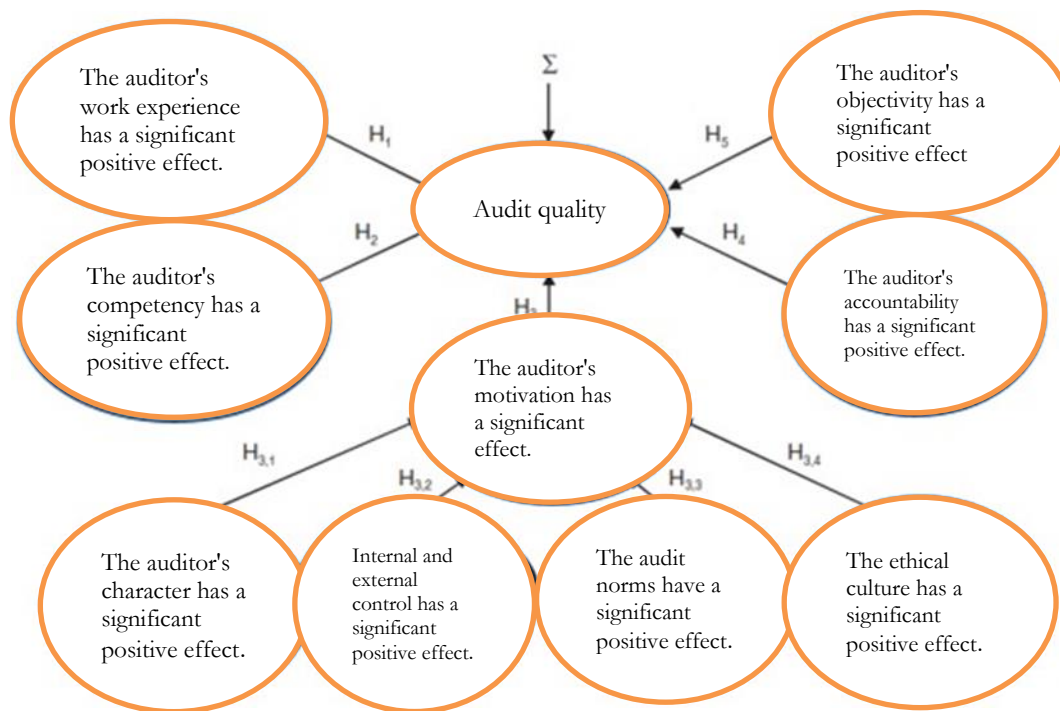 The auditor's
work experience
has a significant
positive effect.
H1
Σ
The auditor's
objectivity has a
significant
positive effect
H5
Audit quality
H2
The auditor's
competency has a
significant
positive effect.
H4
The auditor's
accountability
has a significant
positive effect.
The auditor's
motivation has
a significant
effect.
H3,1
H3,2
H3,3
H3,4
The auditor's
character has a
significant
positive effect.
Internal and
external
control has a
significant
positive effect.
The audit
norms have a
significant
positive effect.
The ethical
culture has a
significant
positive effect.